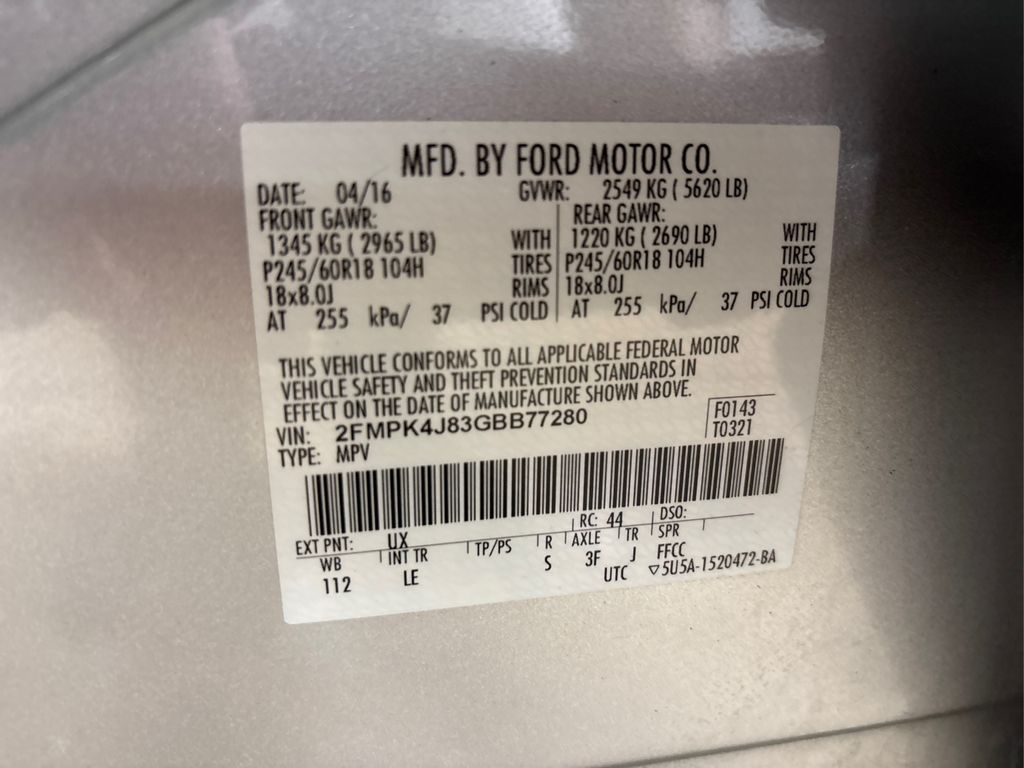 MFD. BY FORD MOTOR CO.
DATE: 04/16 GVWR: 2549 KG ( 5620 LB)
FRONT GAWR: REAR GAWR:
1345 KG ( 2965 LB) WITH 1220 KG ( 2690 LB) WITH
P245/60R18 104H TIRES P245/60R18 104H TIRES
18x8.0J RIMS 18x8.0J RIMS
AT 255 kPa/ 37 PSI COLD AT 255 kPa/ 37 PSI COLD
THIS VEHICLE CONFORMS TO ALL APPLICABLE FEDERAL MOTOR
VEHICLE SAFETY AND THEFT PREVENTION STANDARDS IN
EFFECT ON THE DATE OF MANUFACTURE SHOWN ABOVE.
VIN: 2FMPK4J83GBB77280 F0143
TYPE: MPV T0321
EXT PNT: UX RC: 44 DSO:
WB INT TR TP/PS R AXLE TR SPR
112 LE S 3F J FFCC
UTC ▽5U5A-1520472-BA